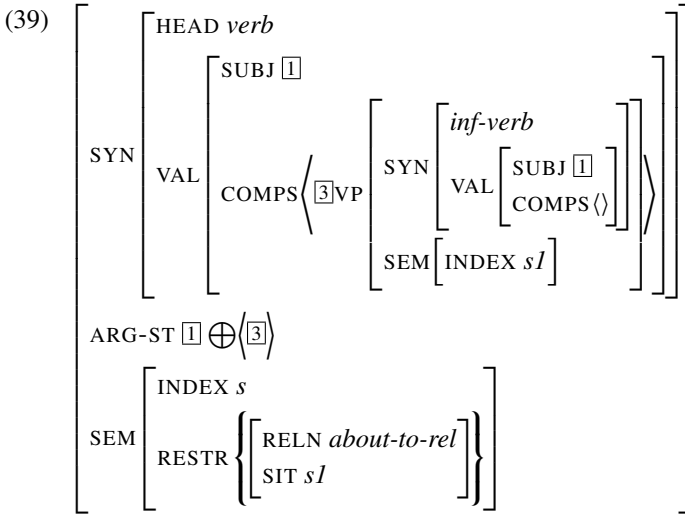 (39)
HEAD verb
SUBJ 1
SYN VAL COMPS ⟨ 3 VP SYN inf-verb
VAL SUBJ 1
COMPS ⟨⟩
SEM [INDEX s1] ⟩
ARG-ST 1 ⊕ ⟨ 3 ⟩
INDEX s
SEM RESTR { RELN about-to-rel
SIT s1 }